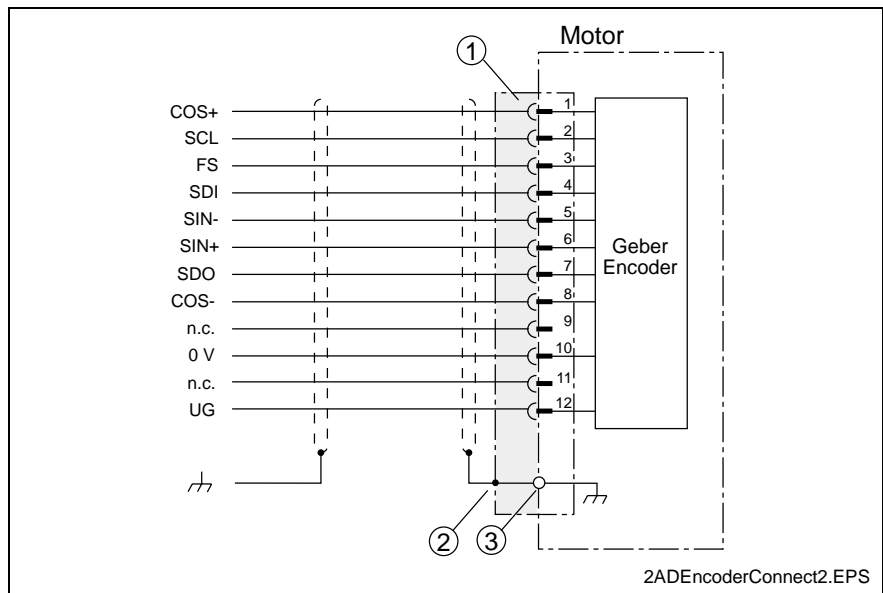 Motor
1
COS+ 1
SCL 2
FS 3
SDI 4
SIN- 5
SIN+ 6
SDO 7
COS- 8
n.c. 9
0 V 10
n.c. 11
UG 12
Geber
Encoder
2 3
2ADEncoderConnect2.EPS